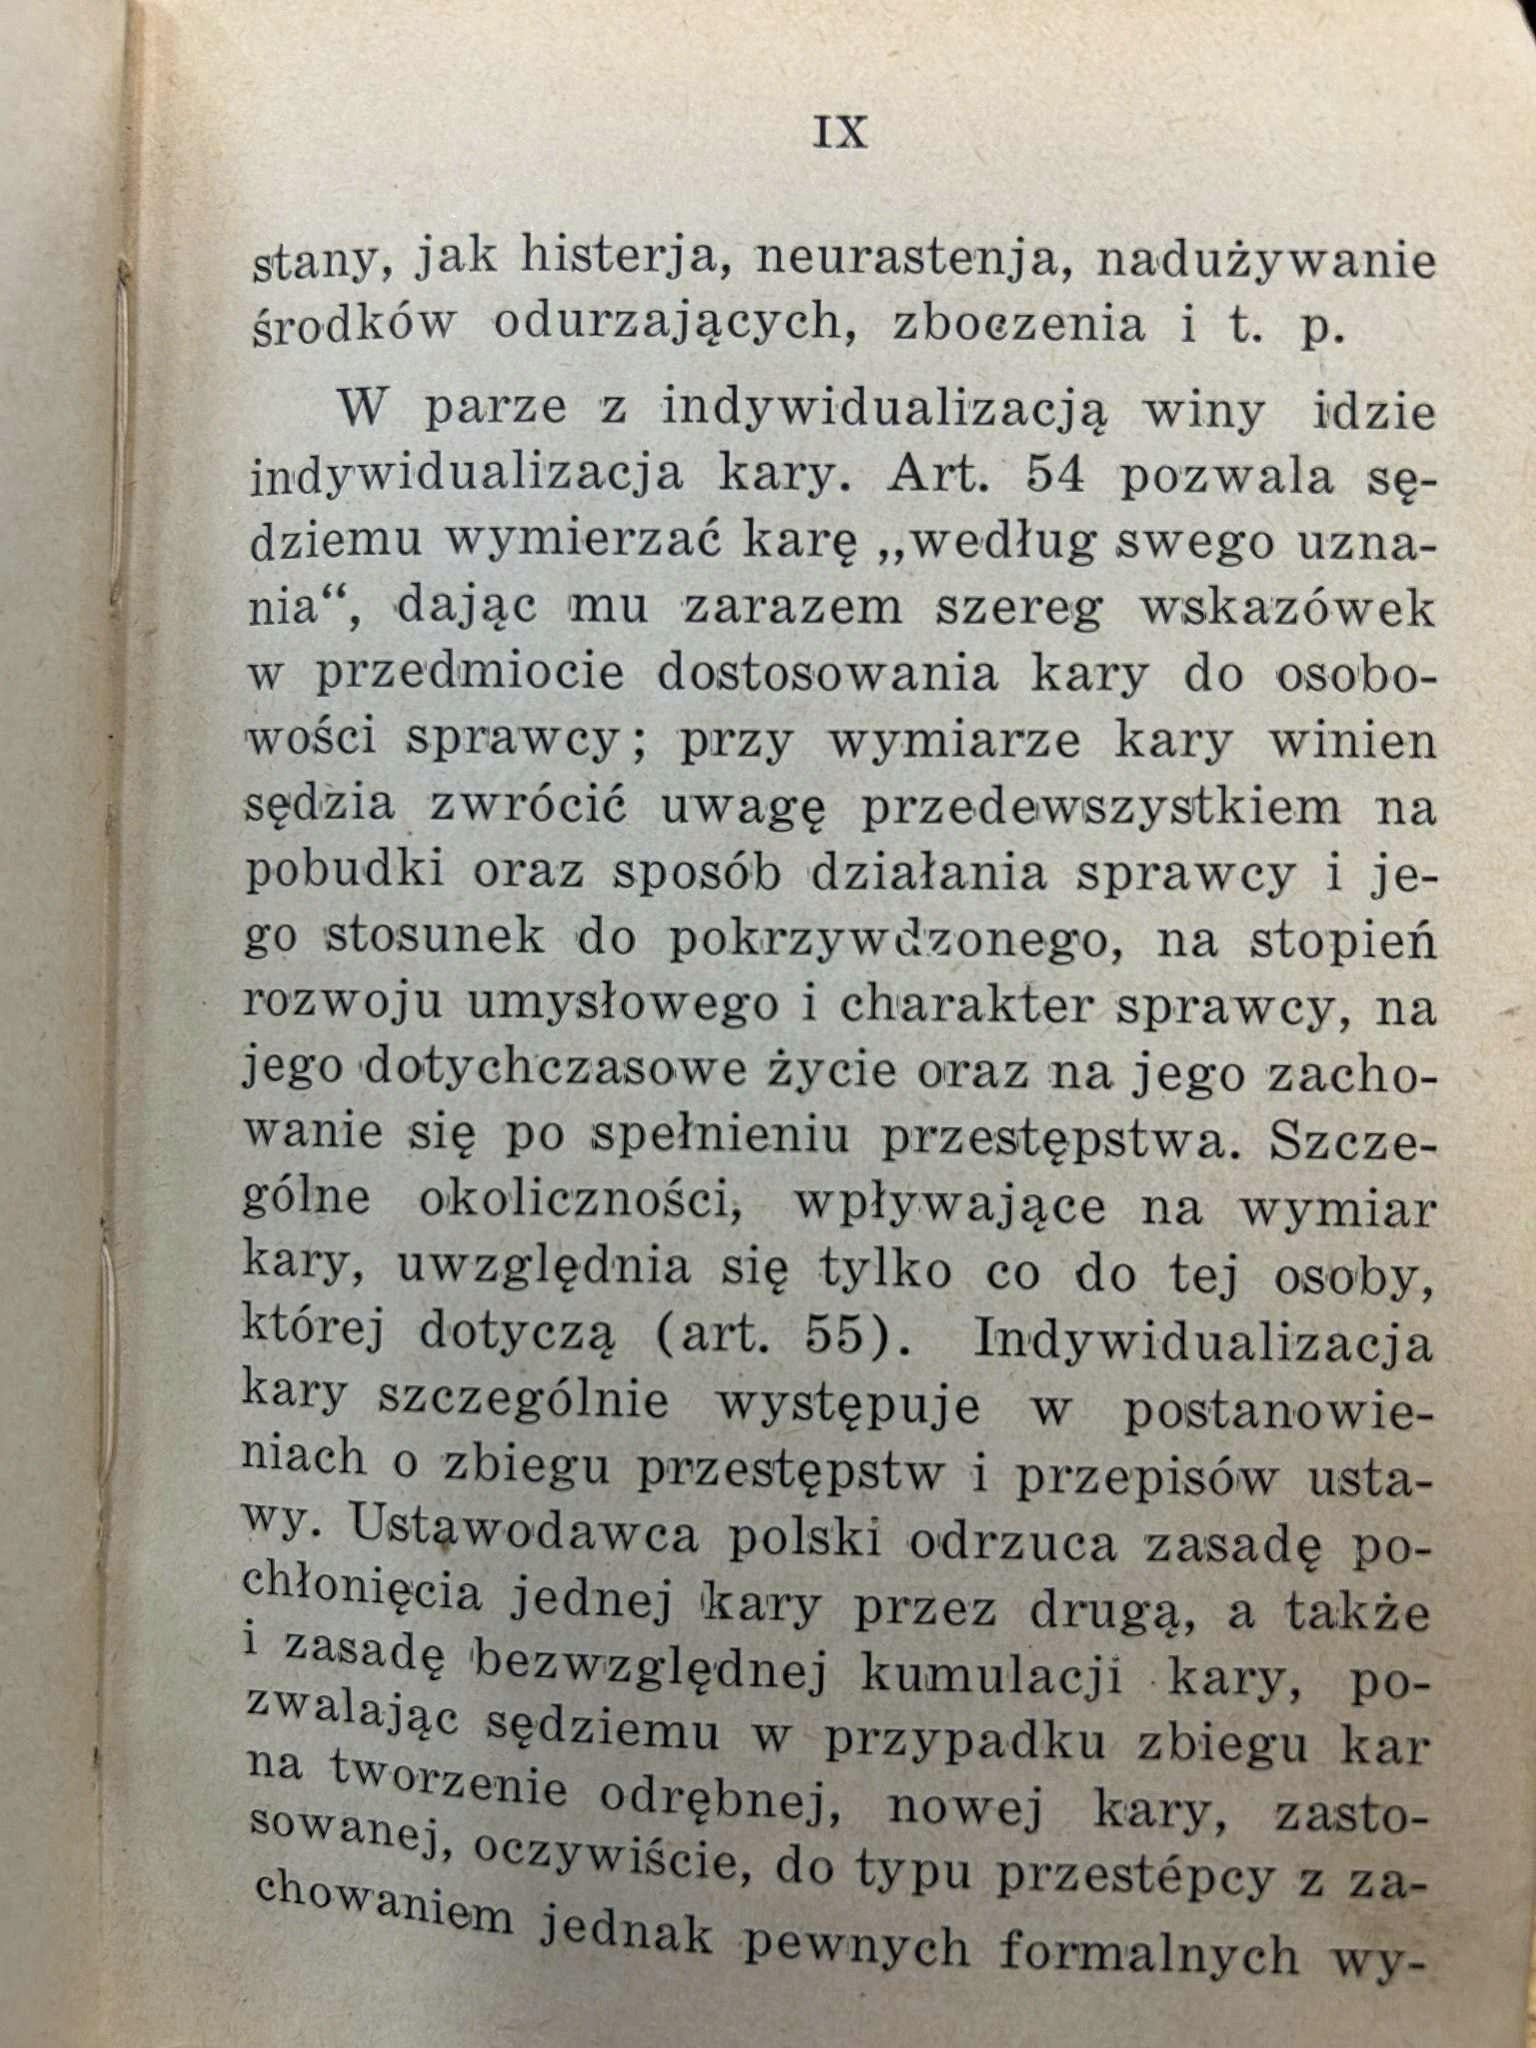 IX
stany, jak histerja, neurastenja, nadużywanie
środków odurzających, zboczenia i t. p.
W parze z indywidualizacją winy idzie
indywidualizacja kary. Art. 54 pozwala sę-
dziemu wymierzać karę „według swego uzna-
nia“, dając mu zarazem szereg wskazówek
w przedmiocie dostosowania kary do osobo-
wości sprawcy; przy wymiarze kary winien
sędzia zwrócić uwagę przedewszystkiem na
pobudki oraz sposób działania sprawcy i je-
go stosunek do pokrzywdzonego, na stopień
rozwoju umysłowego i charakter sprawcy, na
jego dotychczasowe życie oraz na jego zacho-
wanie się po spełnieniu przestępstwa. Szcze-
gólne okoliczności, wpływające na wymiar
kary, uwzględnia się tylko co do tej osoby,
której dotyczą (art. 55). Indywidualizacja
kary szczególnie występuje w postanowie-
niach o zbiegu przestępstw i przepisów usta-
wy. Ustawodawca polski odrzuca zasadę po-
chłonięcia jednej kary przez drugą, a także
i zasadę bezwzględnej kumulacji kary, po-
zwalając sędziemu w przypadku zbiegu kar
na tworzenie odrębnej, nowej kary, zasto-
sowanej, oczywiście, do typu przestépcy z za-
chowaniem jednak pewnych formalnych wy-